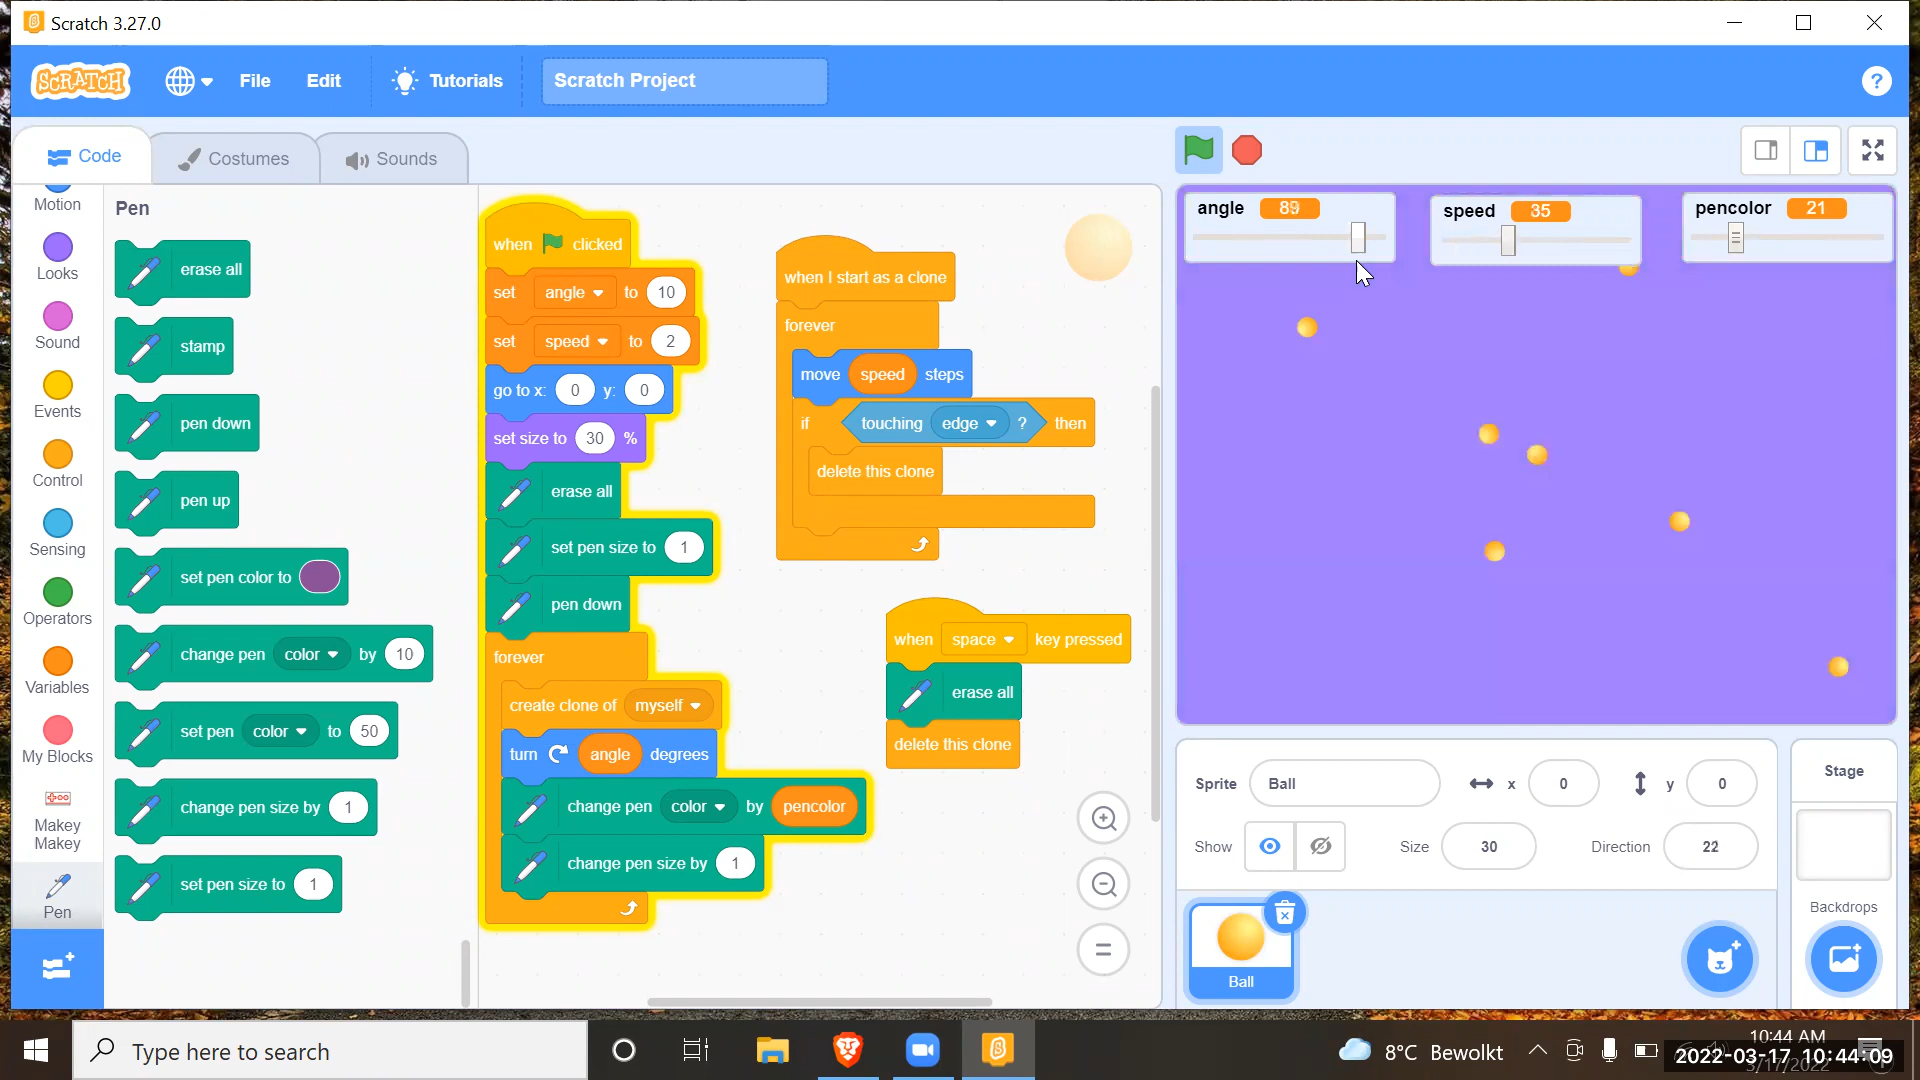 Scratch 3.27.0
SCRATCH
File
Edit
Tutorials
Scratch Project
?
Code
Costumes
Sounds
Motion
Looks
Sound
Events
Control
Sensing
Operators
Variables
My Blocks
Makey
Makey
Pen
Pen
erase all
stamp
pen down
pen up
set pen color to
change pen color by 10
set pen color to 50
change pen size by 1
set pen size to 1
when clicked
set angle to 10
set speed to 2
go to x: 0 y: 0
set size to 30 %
erase all
set pen size to 1
pen down
forever
create clone of myself
turn angle degrees
change pen color by pencolor
change pen size by 1
when I start as a clone
forever
move speed steps
if touching edge ? then
delete this clone
when space key pressed
erase all
delete this clone
angle 89
speed 35
pencolor 21
Sprite Ball x 0 y 0
Show Size 30 Direction 22
Ball
Stage
Backdrops
Type here to search
8°C Bewolkt
10:44 AM
3/17/2022
2022-03-17 10:44:09